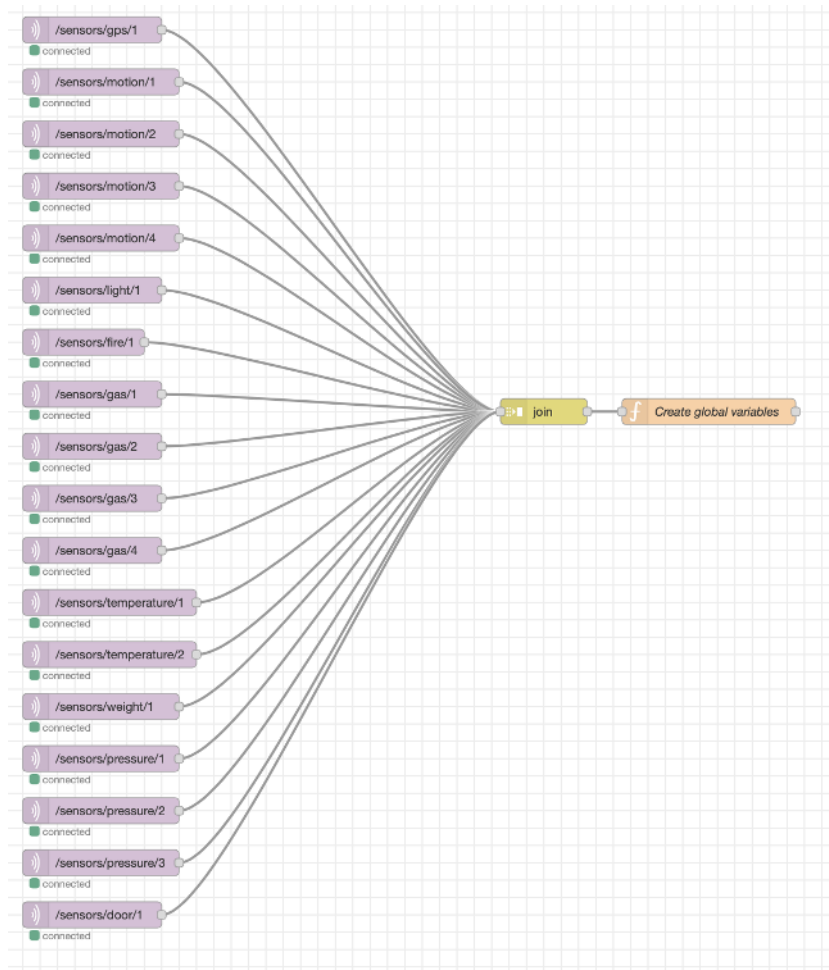 /sensors/gps/1
connected
/sensors/motion/1
connected
/sensors/motion/2
connected
/sensors/motion/3
connected
/sensors/motion/4
connected
/sensors/light/1
connected
/sensors/fire/1
connected
/sensors/gas/1
connected
join
Create global variables
/sensors/gas/2
connected
/sensors/gas/3
connected
/sensors/gas/4
connected
/sensors/temperature/1
connected
/sensors/temperature/2
connected
/sensors/weight/1
connected
/sensors/pressure/1
connected
/sensors/pressure/2
connected
/sensors/pressure/3
connected
/sensors/door/1
connected